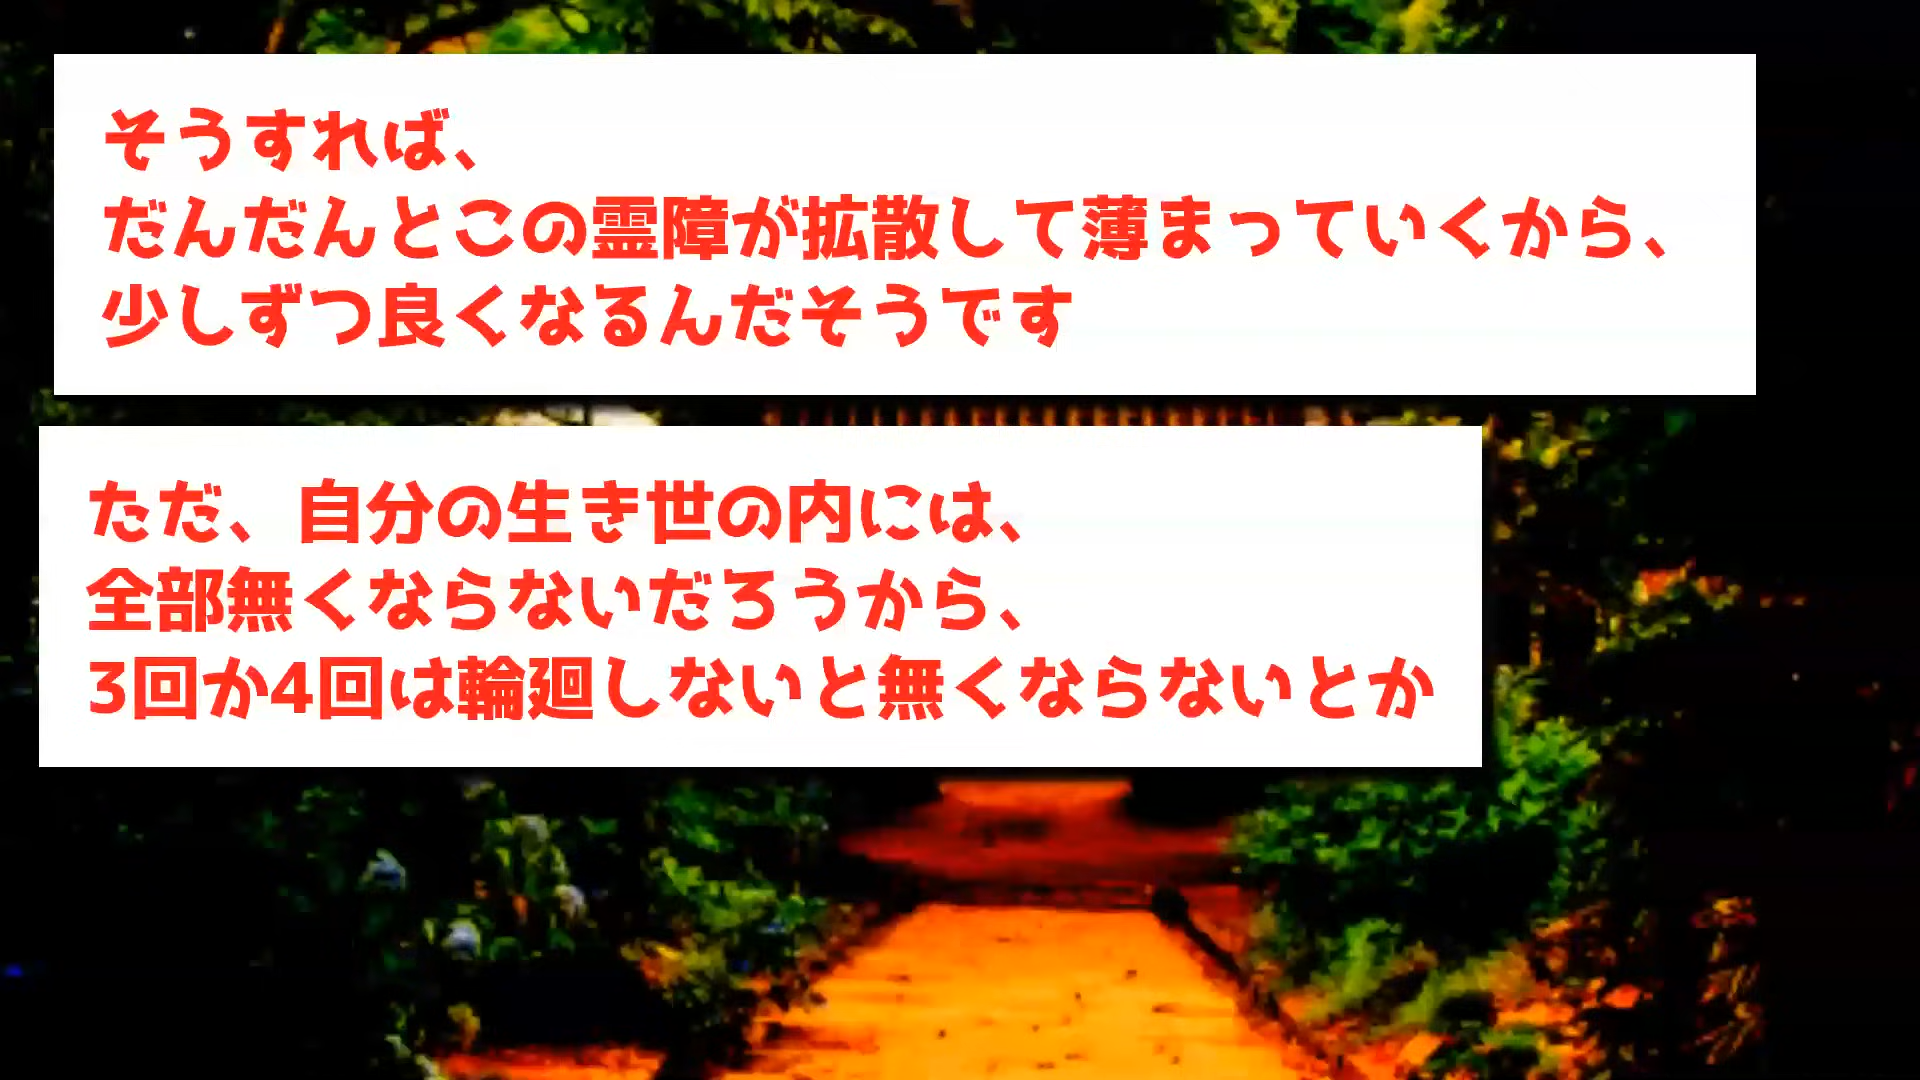 そうすれば、
だんだんとこの霊障が拡散して薄まっていくから、
少しずつ良くなるんだそうです
ただ、自分の生き世の内には、
全部無くならないだろうから、
3回か4回は輪廻しないと無くならないとか